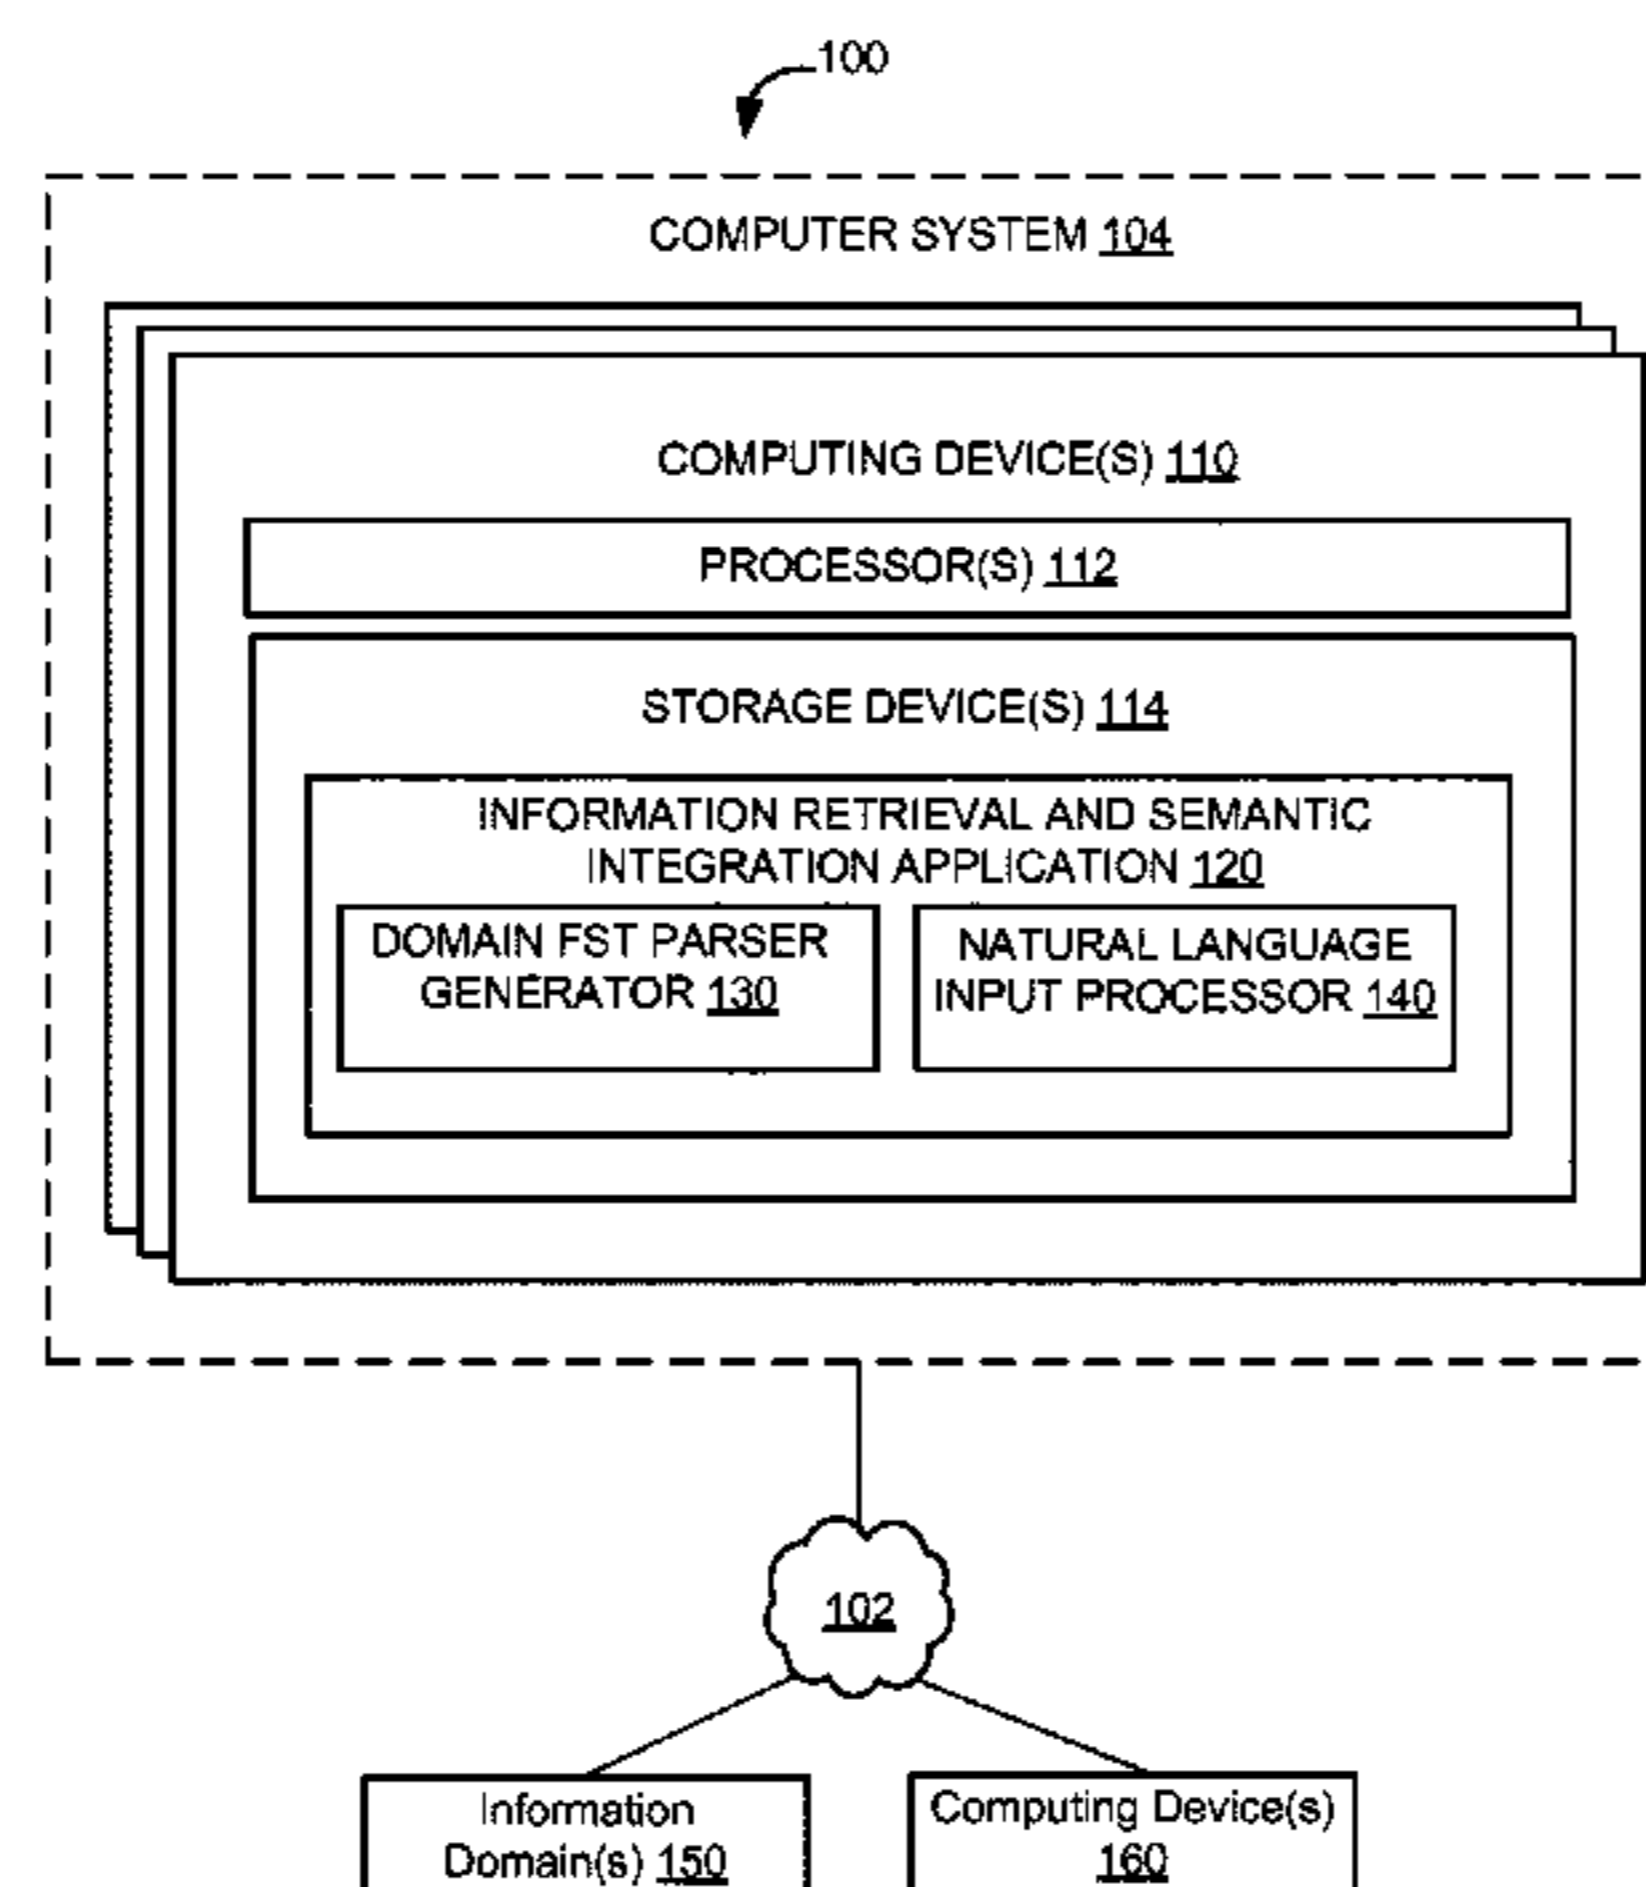 100
COMPUTER SYSTEM 104
COMPUTING DEVICE(S) 110
PROCESSOR(S) 112
STORAGE DEVICE(S) 114
INFORMATION RETRIEVAL AND SEMANTIC
INTEGRATION APPLICATION 120
DOMAIN FST PARSER
GENERATOR 130
NATURAL LANGUAGE
INPUT PROCESSOR 140
102
Information
Domain(s) 150
Computing Device(s)
160